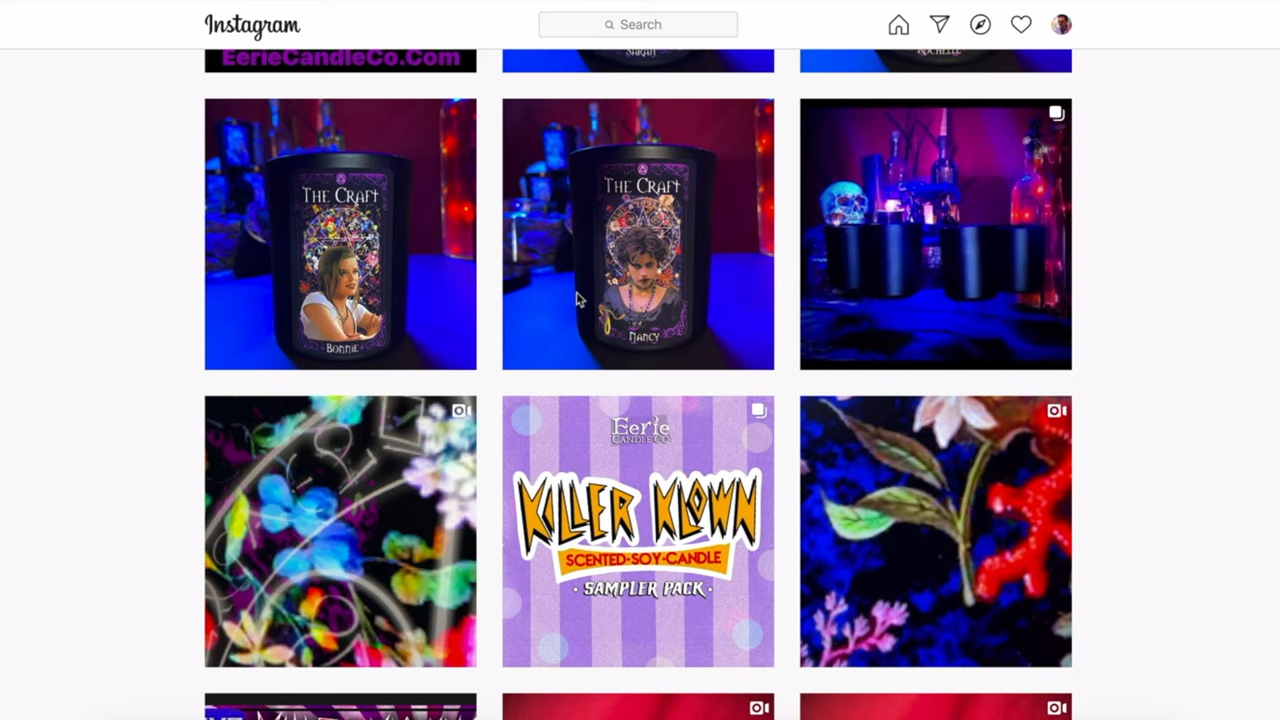 Instagram
Search
EerieCandleCo.Com
SARAH
ROCHELLE
THE CRAFT
BONNIE
THE CRAFT
NANCY
Eerie
CANDLE CO
KILLER KLOWN
SCENTED·SOY·CANDLE
· SAMPLER PACK ·